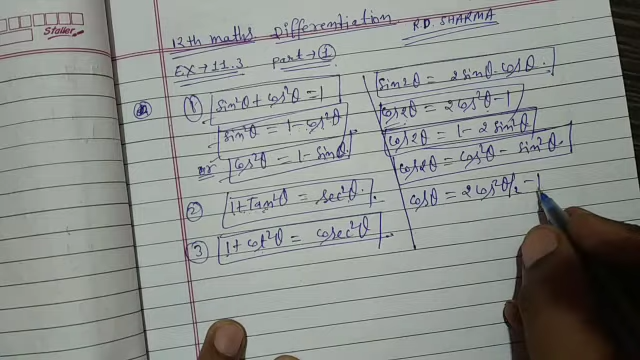 Staller
12th maths Differentiation R.D SHARMA
EX→11.3 part→①
① sin²θ + cos²θ = 1
sin²θ = 1 - cos²θ
or cos²θ = 1 - sin²θ
② 1 + Tan²θ = sec²θ
③ 1 + cot²θ = cosec²θ
sin2θ = 2 sinθ. cosθ.
cos2θ = 2cos²θ - 1
cos2θ = 1 - 2 sin²θ
cos2θ = cos²θ - sin²θ.
cosθ = 2 cos²θ/2 - 1